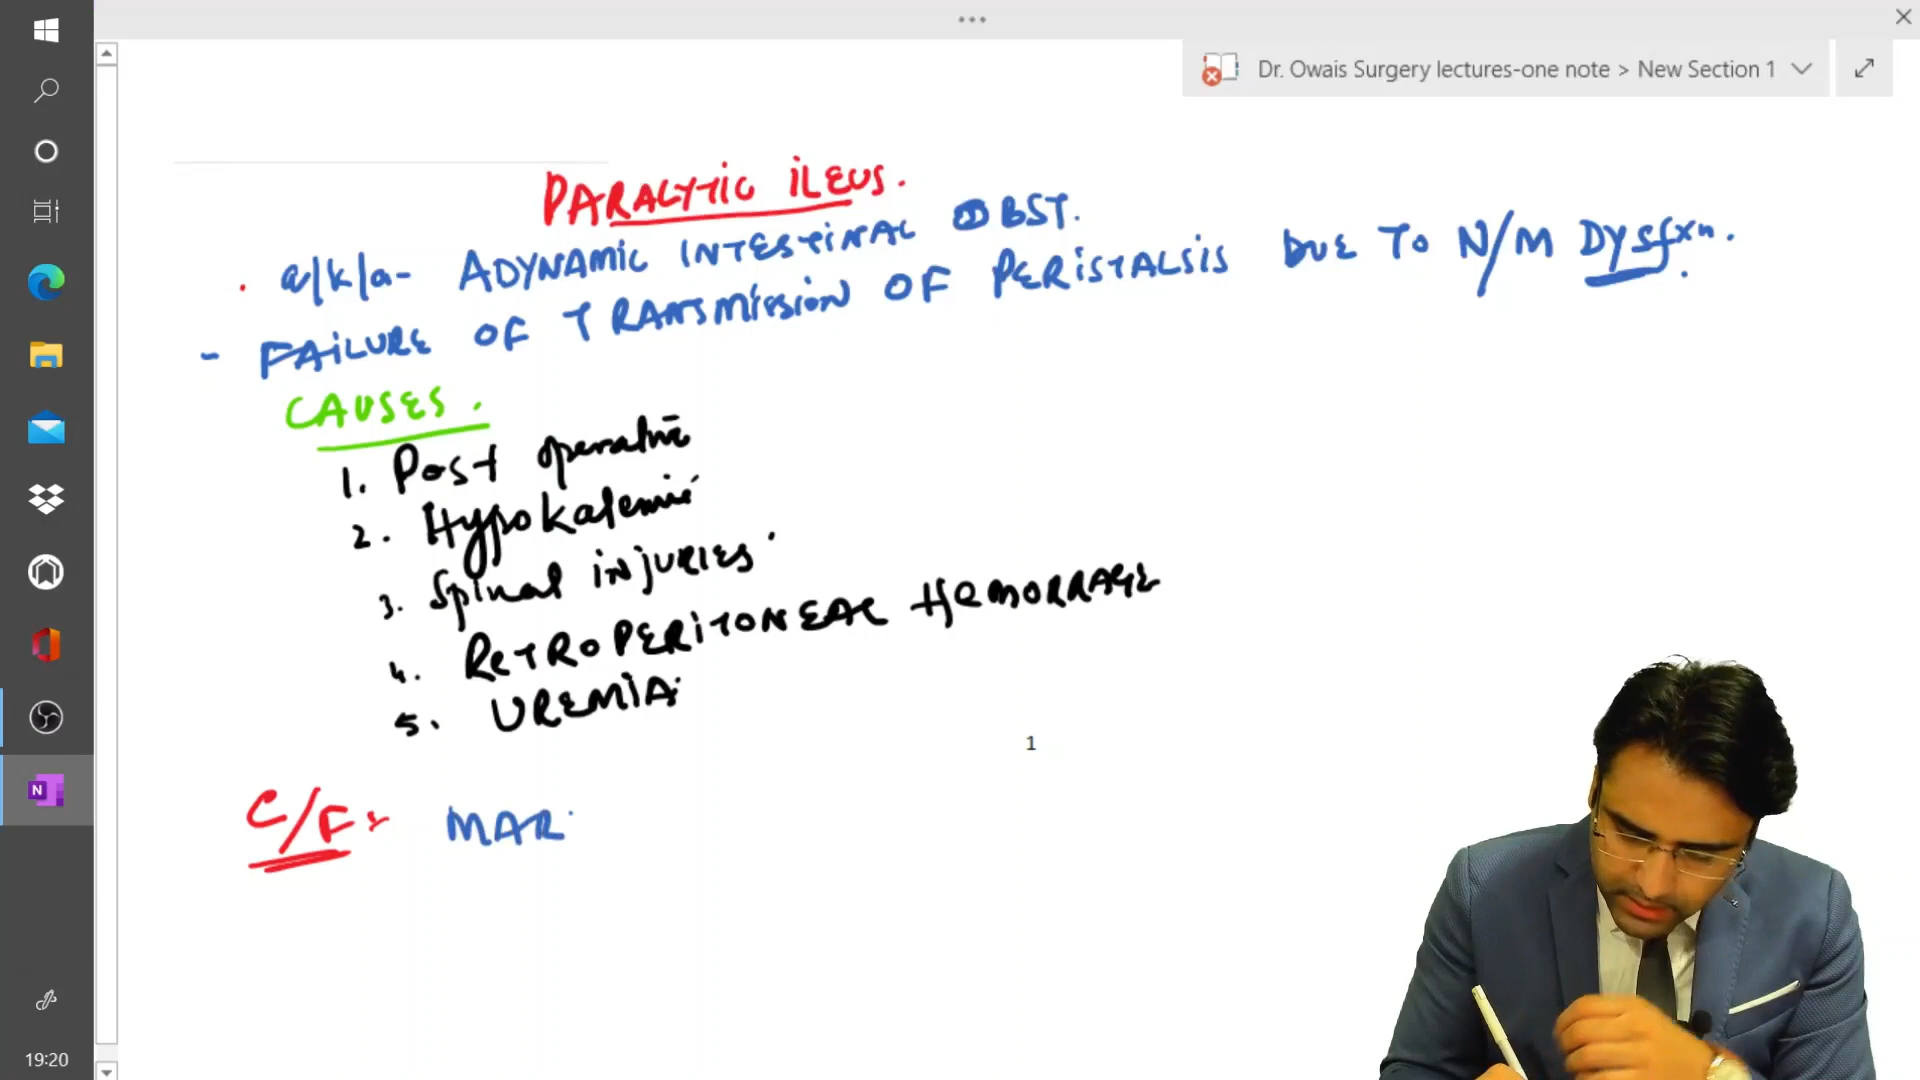 Dr. Owais Surgery lectures-one note > New Section 1
PARALYTIC ILEUS.
. a/k/a- ADYNAMIC INTESTINAL OBST.
- FAILURE OF TRANSMISSION OF PERISTALSIS DUE TO N/M Dysfxn.
CAUSES.
1. Post operative
2. Hypokalemic
3. Spinal injuries.
4. RETROPERITONEAL HEMORRAGE
5. UREMIA.
1
C/F: MAR
N
19:20